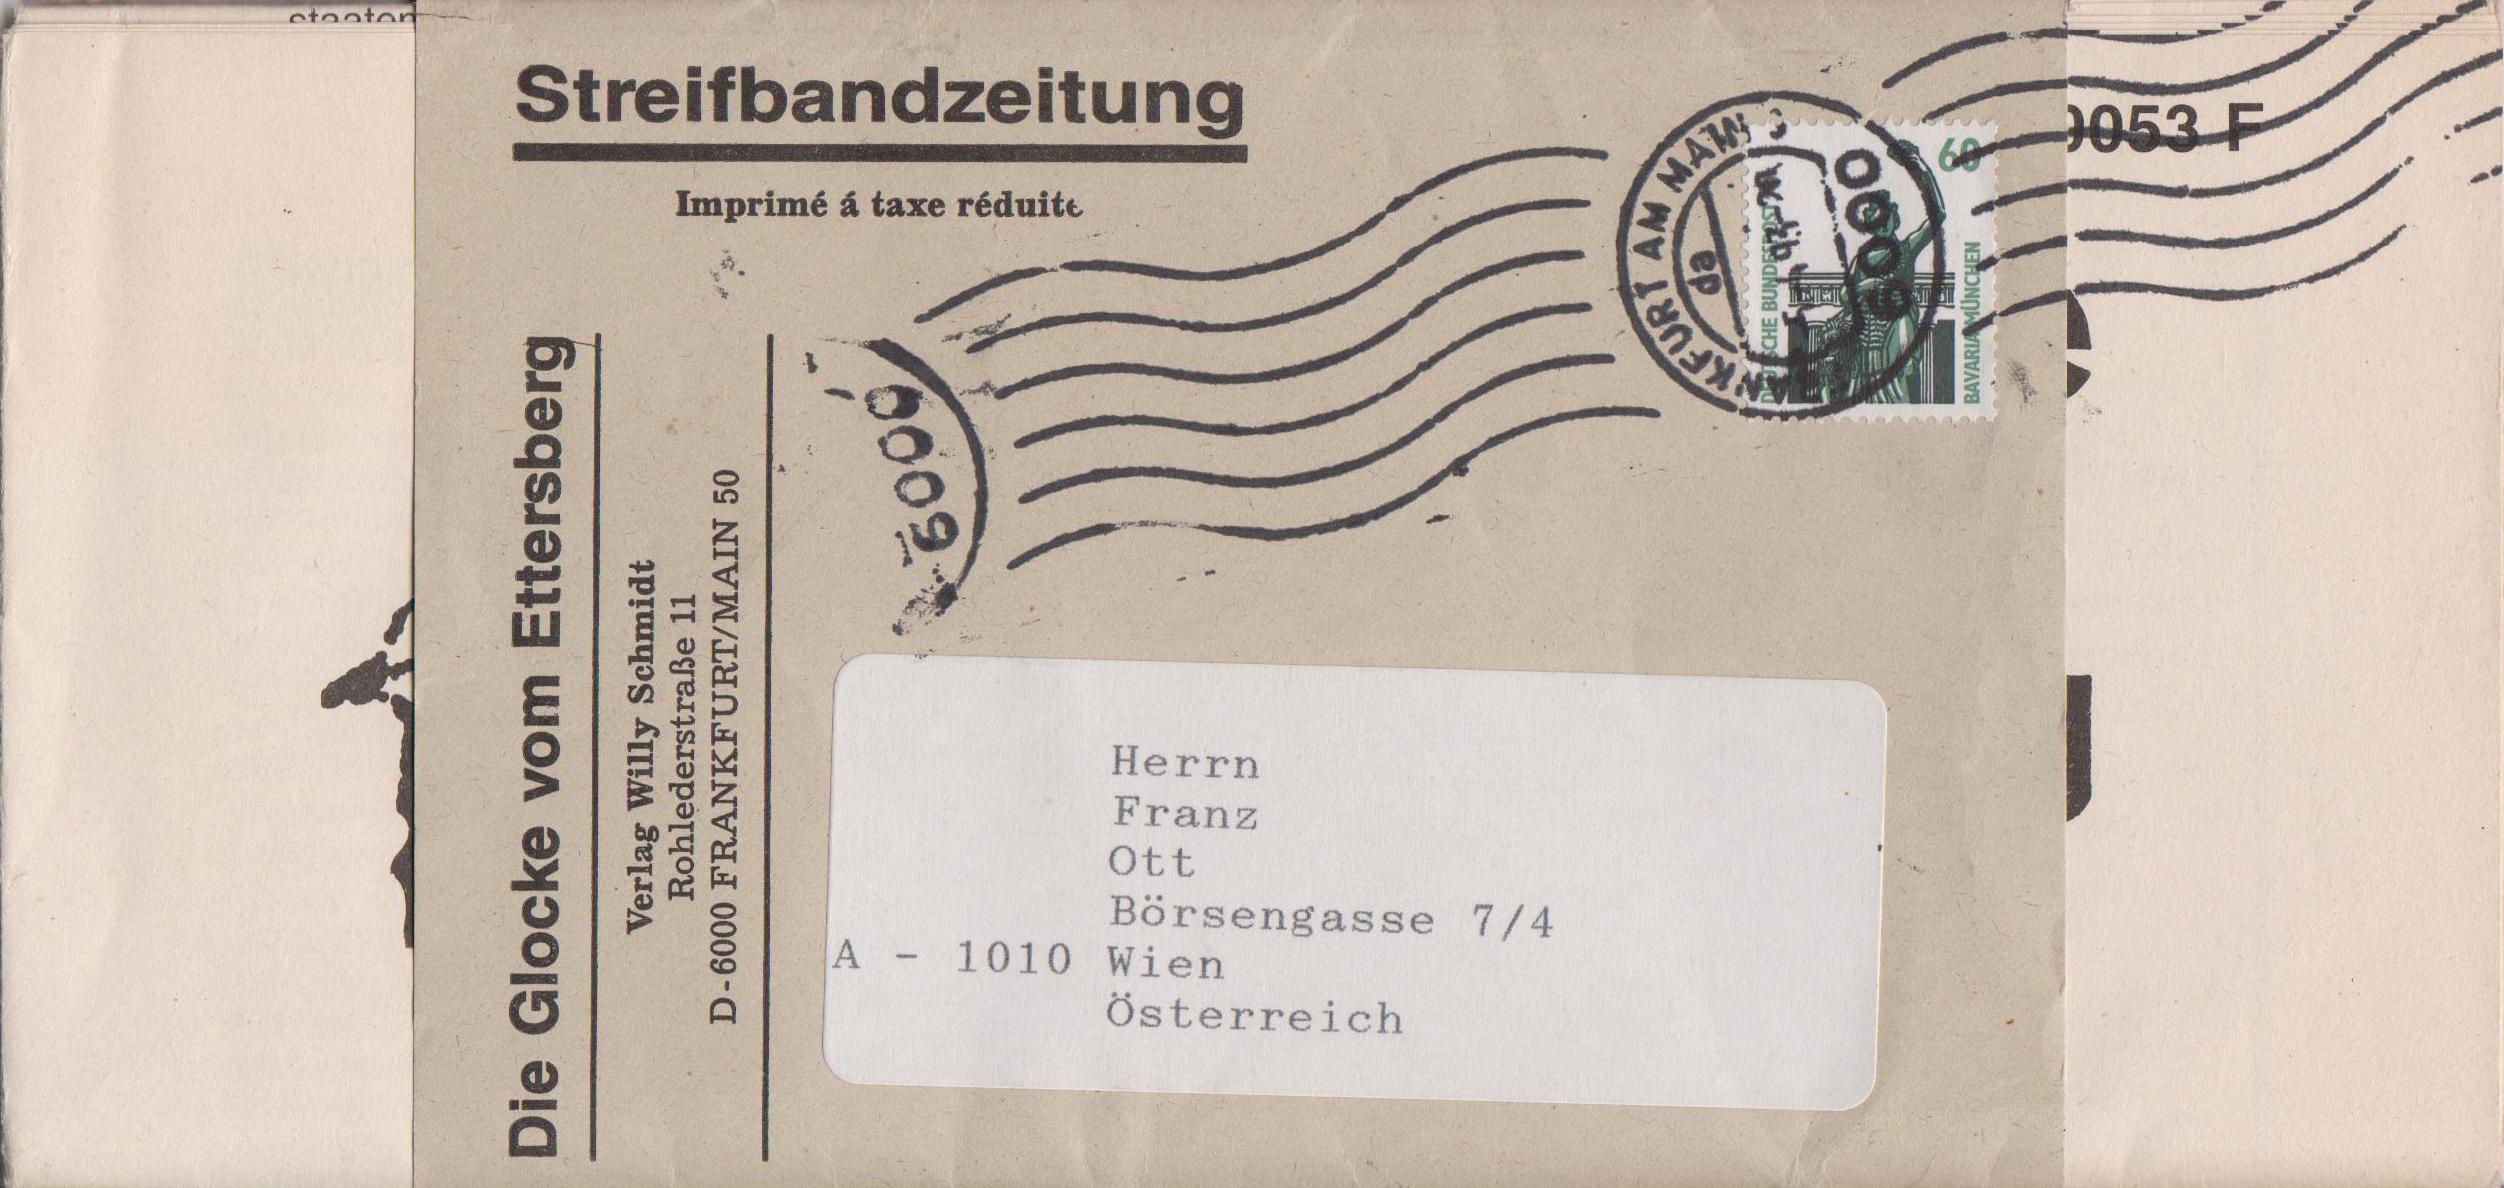 Streifbandzeitung
Imprimé á taxe réduite
Die Glocke vom Ettersberg
Verlag Willy Schmidt
Rohlederstraße 11
D-6000 FRANKFURT/MAIN 50
6000
FRANKFURT AM MAIN
da
6000
60
DEUTSCHE BUNDESPOST
BAVARIA MÜNCHEN
0053 F
Herrn
Franz
Ott
Börsengasse 7/4
A - 1010 Wien
Österreich